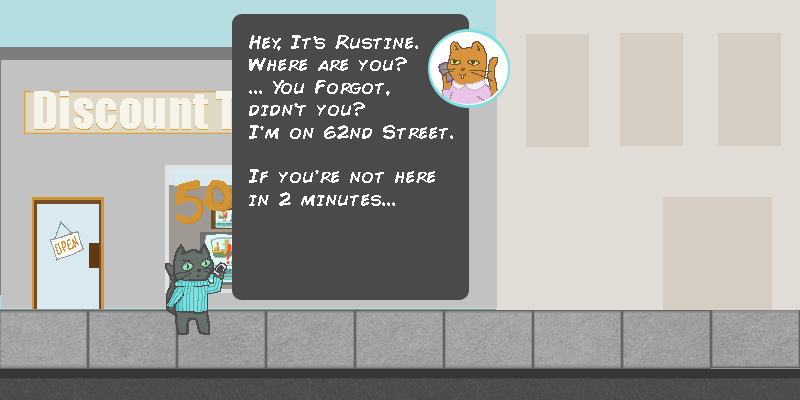 Hey, It's Rustine.
Where are you?
... You Forgot,
didn't you?
I'm on 62nd Street.
If you're not here
in 2 minutes...
Discount T
50
OPEN